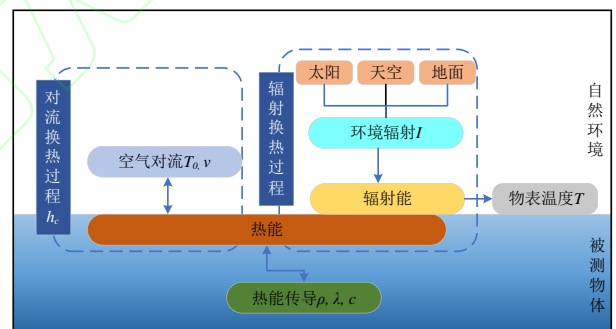 太阳
天空
地面
对流换热过程
h_c
辐射换热过程
自然环境
环境辐射I
空气对流T_0, v
辐射能
物表温度T
热能
被测物体
热能传导ρ, λ, c